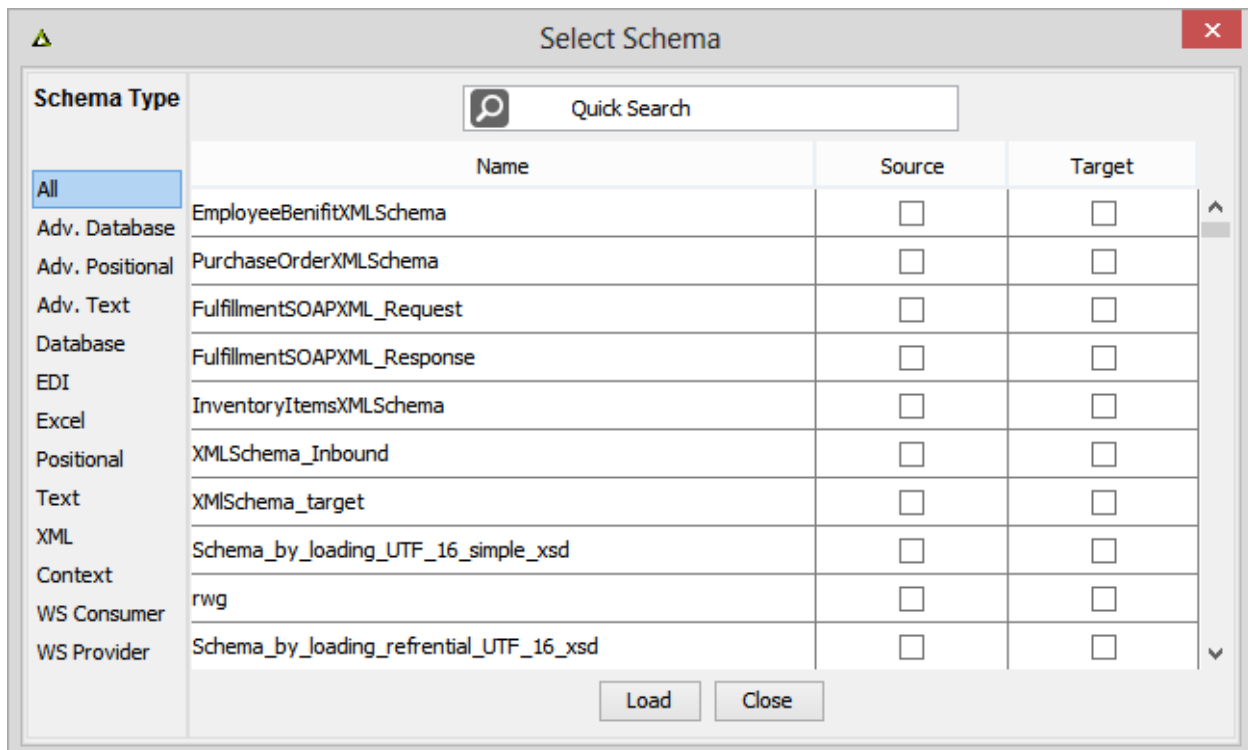 Select Schema
Schema Type
Quick Search
Name Source Target
All
Adv. Database
Adv. Positional
Adv. Text
Database
EDI
Excel
Positional
Text
XML
Context
WS Consumer
WS Provider
EmployeeBenifitXMLSchema
PurchaseOrderXMLSchema
FulfillmentSOAPXML_Request
FulfillmentSOAPXML_Response
InventoryItemsXMLSchema
XMLSchema_Inbound
XMlSchema_target
Schema_by_loading_UTF_16_simple_xsd
rwg
Schema_by_loading_refrential_UTF_16_xsd
Load Close